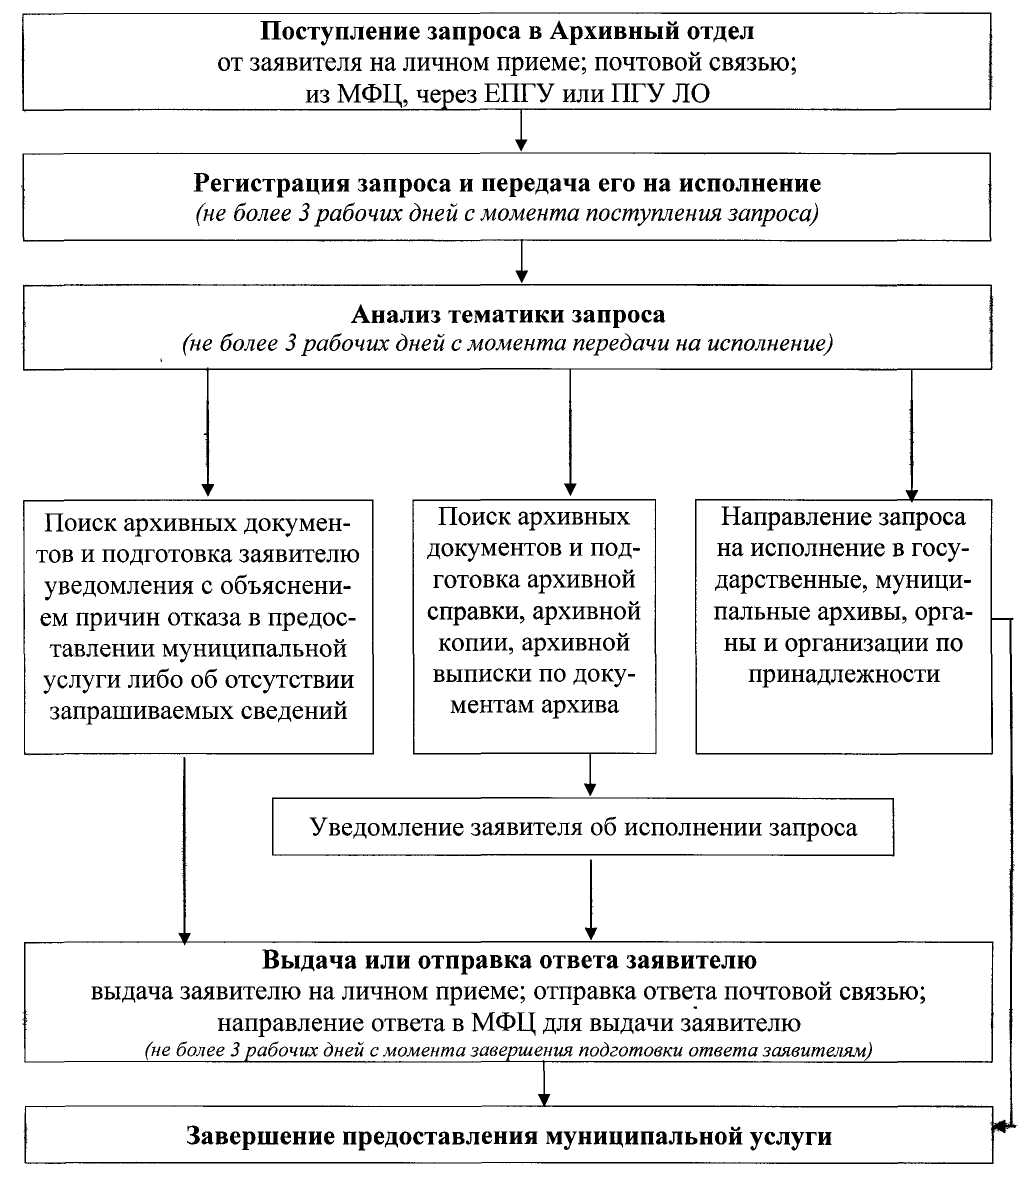 Поступление запроса в Архивный отдел
от заявителя на личном приеме; почтовой связью;
из МФЦ, через ЕПГУ или ПГУ ЛО
Регистрация запроса и передача его на исполнение
(не более 3 рабочих дней с момента поступления запроса)
Анализ тематики запроса
(не более 3 рабочих дней с момента передачи на исполнение)
Поиск архивных докумен-
тов и подготовка заявителю
уведомления с объяснени-
ем причин отказа в предос-
тавлении муниципальной
услуги либо об отсутствии
запрашиваемых сведений
Поиск архивных
документов и под-
готовка архивной
справки, архивной
копии, архивной
выписки по доку-
ментам архива
Направление запроса
на исполнение в госу-
дарственные, муници-
пальные архивы, орга-
ны и организации по
принадлежности
Уведомление заявителя об исполнении запроса
Выдача или отправка ответа заявителю
выдача заявителю на личном приеме; отправка ответа почтовой связью;
направление ответа в МФЦ для выдачи заявителю
(не более 3 рабочих дней с момента завершения подготовки ответа заявителям)
Завершение предоставления муниципальной услуги